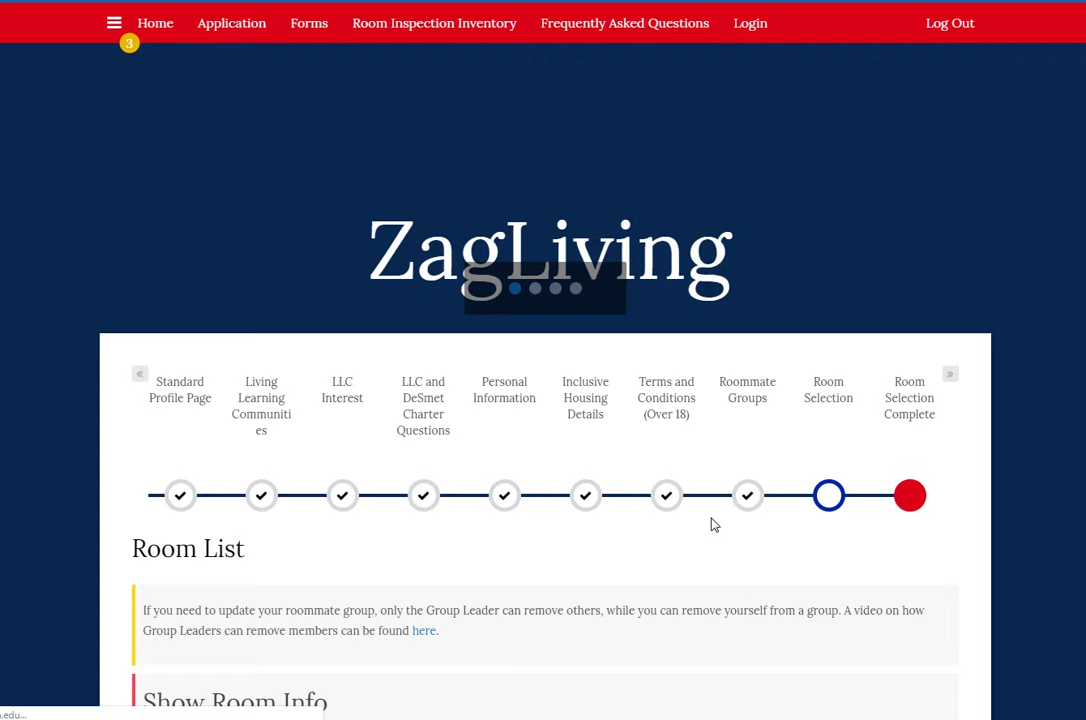 Home Application Forms Room Inspection Inventory Frequently Asked Questions Login Log Out
3
ZagLiving
« »
Standard
Profile Page
Living
Learning
Communiti
es
LLC
Interest
LLC and
DeSmet
Charter
Questions
Personal
Information
Inclusive
Housing
Details
Terms and
Conditions
(Over 18)
Roommate
Groups
Room
Selection
Room
Selection
Complete
Room List
If you need to update your roommate group, only the Group Leader can remove others, while you can remove yourself from a group. A video on how
Group Leaders can remove members can be found here.
Show Room Info
.edu...